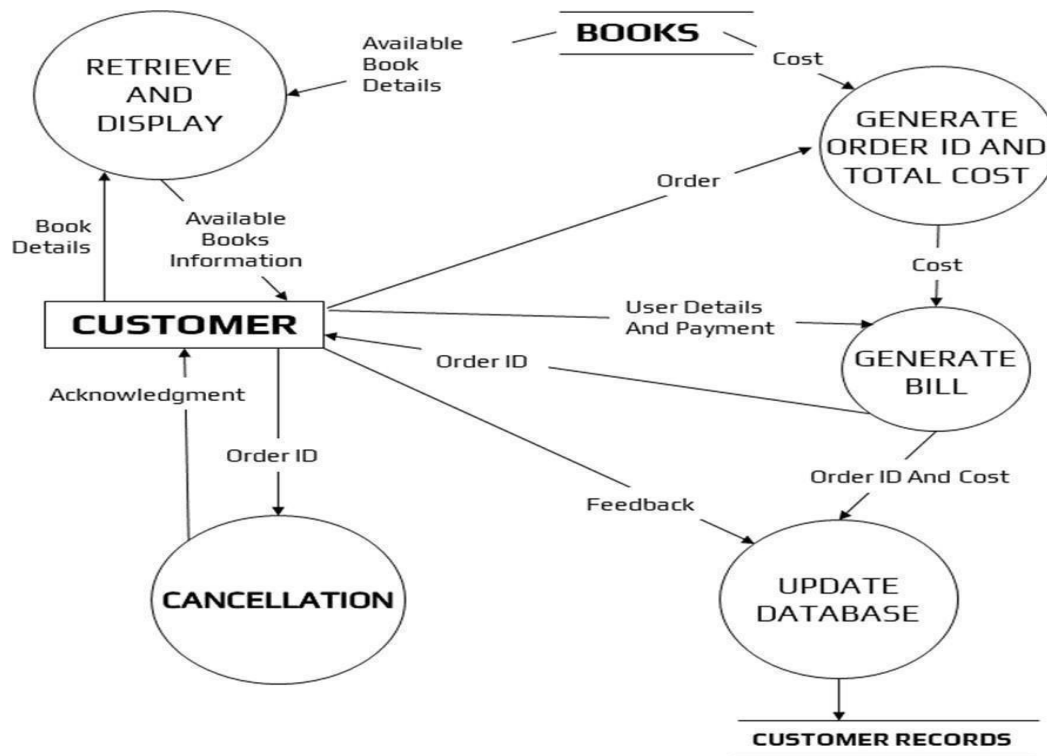 BOOKS
Available
Book
Details
Cost
RETRIEVE
AND
DISPLAY
GENERATE
ORDER ID AND
TOTAL COST
Order
Book
Details
Available
Books
Information
Cost
CUSTOMER
User Details
And Payment
Order ID
GENERATE
BILL
Acknowledgment
Order ID
Order ID And Cost
Feedback
CANCELLATION
UPDATE
DATABASE
CUSTOMER RECORDS